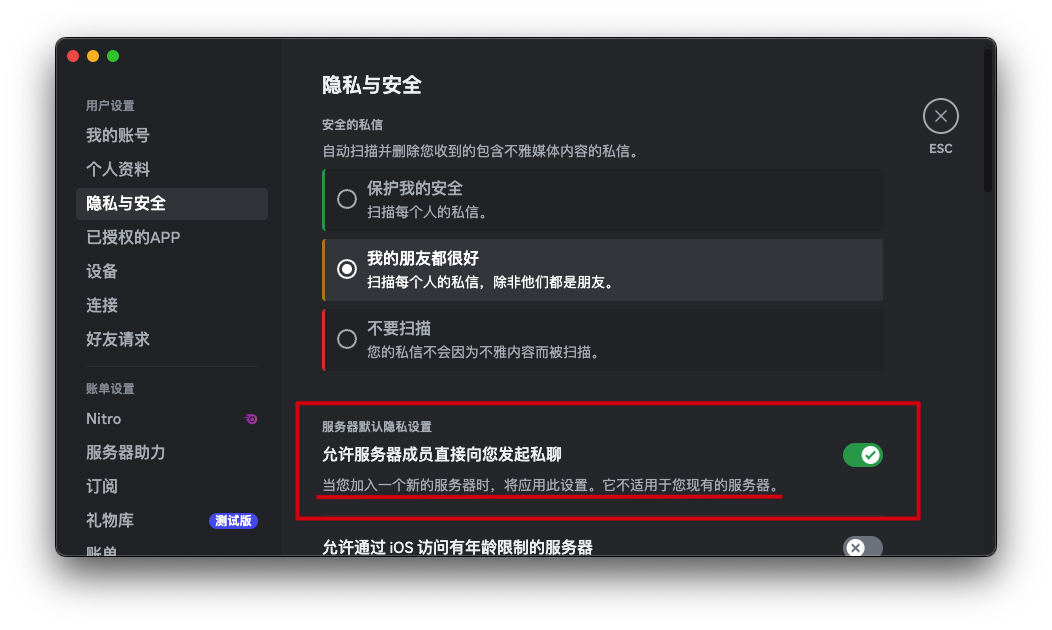 用户设置
我的账号
个人资料
隐私与安全
已授权的APP
设备
连接
好友请求
账单设置
Nitro
服务器助力
订阅
礼物库
测试版
账单
隐私与安全
安全的私信
自动扫描并删除您收到的包含不雅媒体内容的私信。
保护我的安全
扫描每个人的私信。
我的朋友都很好
扫描每个人的私信，除非他们都是朋友。
不要扫描
您的私信不会因为不雅内容而被扫描。
服务器默认隐私设置
允许服务器成员直接向您发起私聊
当您加入一个新的服务器时，将应用此设置。它不适用于您现有的服务器。
允许通过 iOS 访问有年龄限制的服务器
ESC